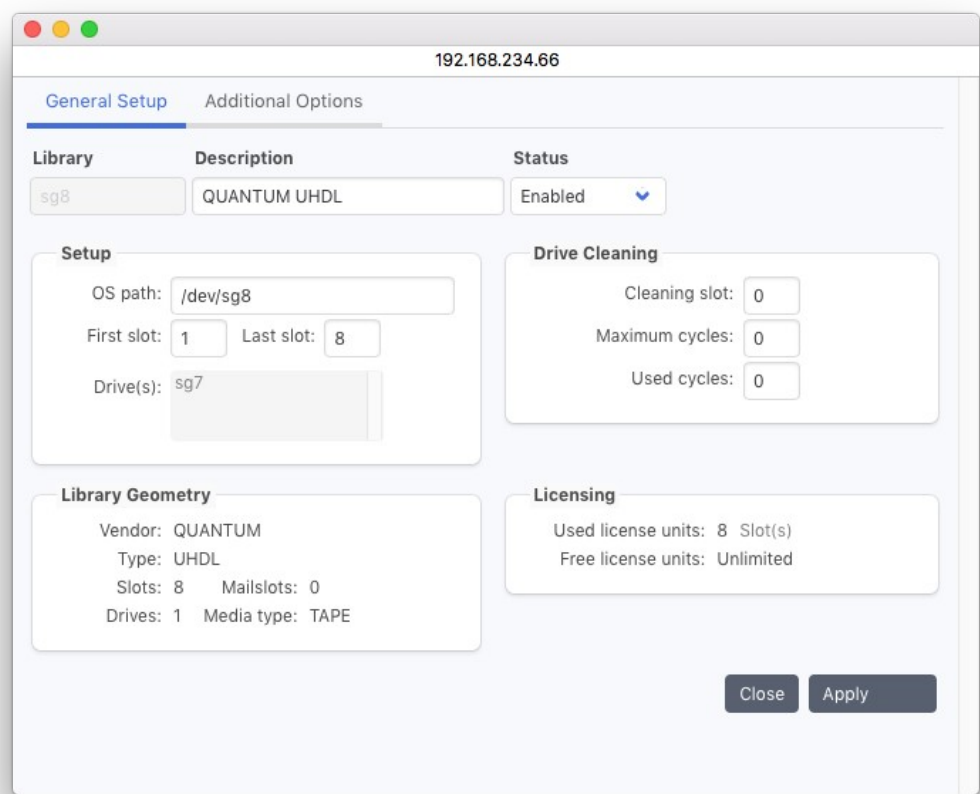 192.168.234.66
General Setup Additional Options
Library Description Status
sg8 QUANTUM UHDL Enabled
Setup
OS path: /dev/sg8
First slot: 1 Last slot: 8
Drive(s): sg7
Drive Cleaning
Cleaning slot: 0
Maximum cycles: 0
Used cycles: 0
Library Geometry
Vendor: QUANTUM
Type: UHDL
Slots: 8 Mailslots: 0
Drives: 1 Media type: TAPE
Licensing
Used license units: 8 Slot(s)
Free license units: Unlimited
Close Apply